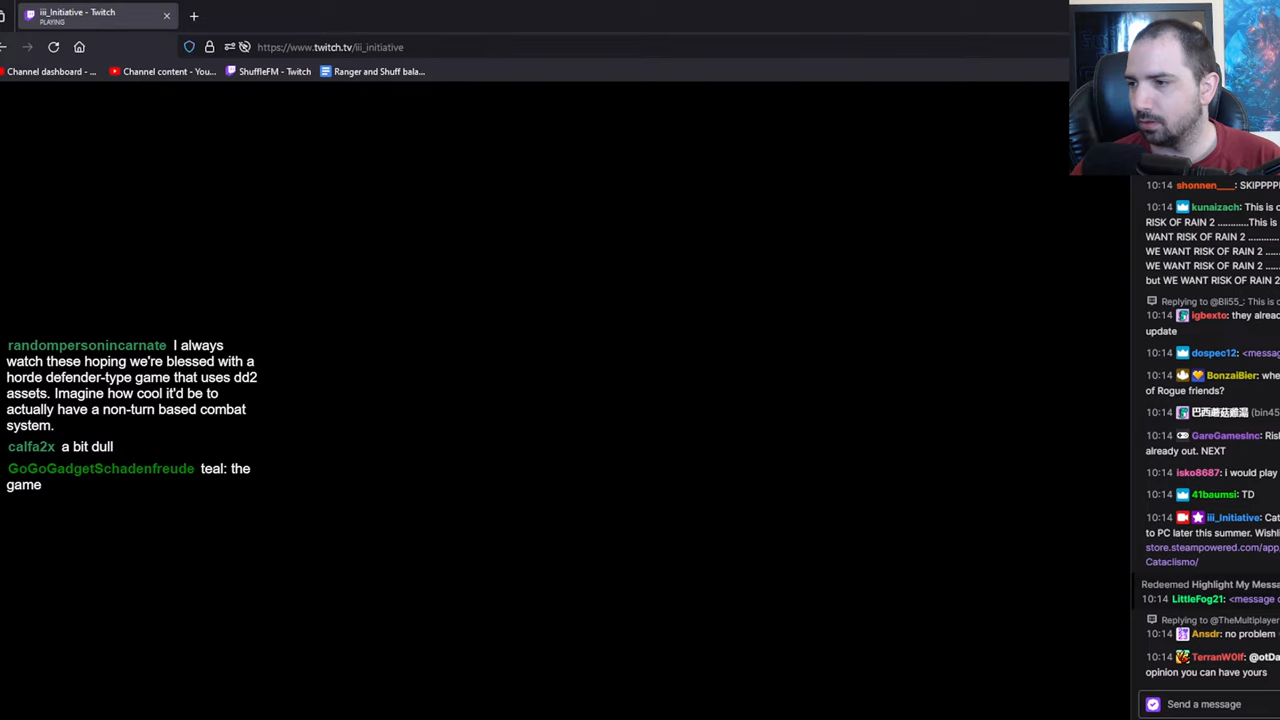 iii_Initiative - Twitch
PLAYING
https://www.twitch.tv/iii_initiative
Channel dashboard - ...
Channel content - You...
ShuffleFM - Twitch
Ranger and Shuff bala...
randompersonincarnate I always
watch these hoping we're blessed with a
horde defender-type game that uses dd2
assets. Imagine how cool it'd be to
actually have a non-turn based combat
system.
calfa2x a bit dull
GoGoGadgetSchadenfreude teal: the
game
10:14 shonnen____: SKIPPPP
10:14 kunaizach: This is
RISK OF RAIN 2 ............This is
WANT RISK OF RAIN 2 ..............
WE WANT RISK OF RAIN 2 ...
WE WANT RISK OF RAIN 2 ...
but WE WANT RISK OF RAIN 2
Replying to @Bli55_: This is
10:14 igbexto: they alrea
update
10:14 dospec12: <messag
10:14 BonzaiBier: whe
of Rogue friends?
10:14 巴西蘑菇雞湯 (bin45
10:14 GareGamesInc: Ris
already out. NEXT
10:14 isko8687: i would play
10:14 41baumsi: TD
10:14 iii_Initiative: Cat
to PC later this summer. Wishli
store.steampowered.com/app
Cataclismo/
Redeemed Highlight My Messa
10:14 LittleFog21: <message
Replying to @TheMultiplayer
10:14 Ansdr: no problem
10:14 TerranW0lf: @otDa
opinion you can have yours
Send a message